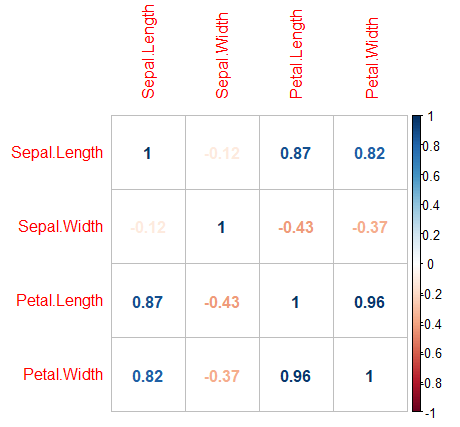 Sepal.Length
Sepal.Width
Petal.Length
Petal.Width
Sepal.Length 1 -0.12 0.87 0.82
Sepal.Width -0.12 1 -0.43 -0.37
Petal.Length 0.87 -0.43 1 0.96
Petal.Width 0.82 -0.37 0.96 1
1
0.8
0.6
0.4
0.2
0
-0.2
-0.4
-0.6
-0.8
-1